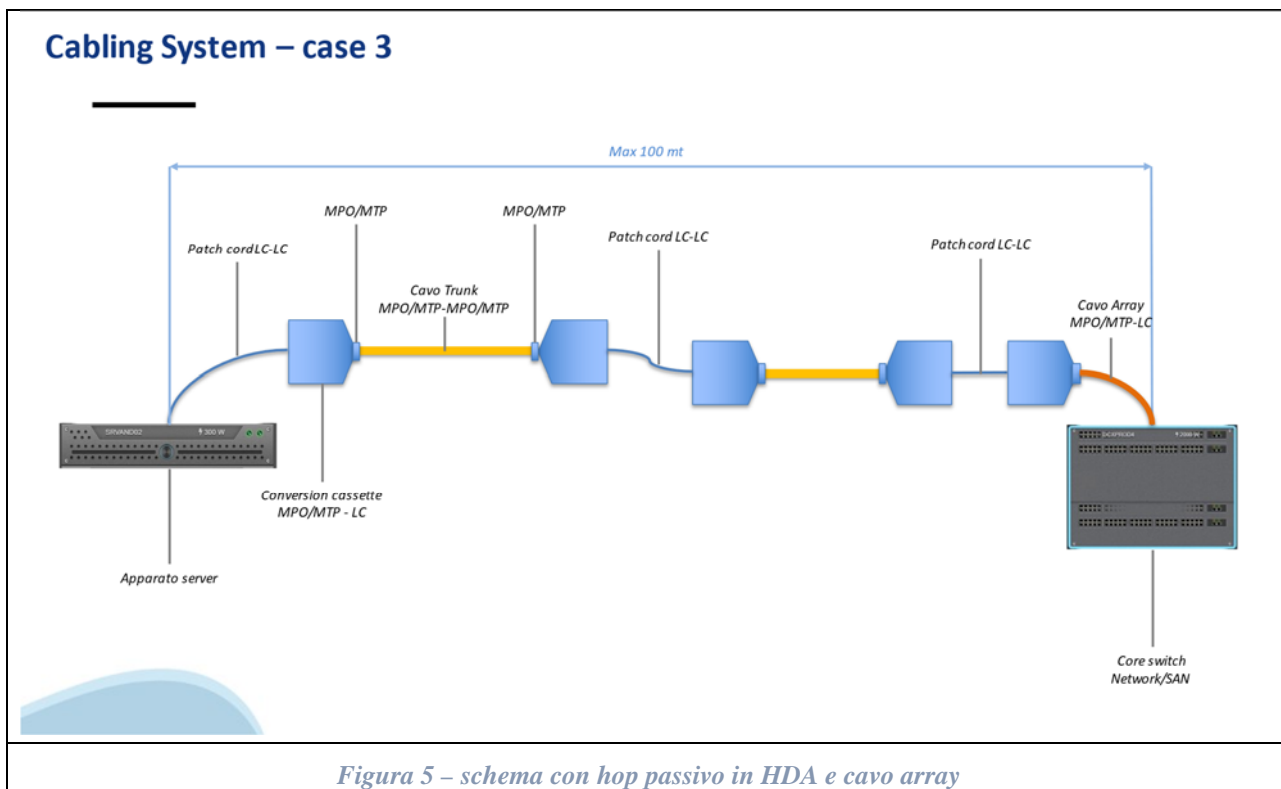 Cabling System – case 3
Max 100 mt
MPO/MTP
MPO/MTP
Patch cord LC-LC
Patch cord LC-LC
Patch cord LC-LC
Cavo Trunk
MPO/MTP-MPO/MTP
Cavo Array
MPO/MTP-LC
SRVAND02
300 W
Conversion cassette
MPO/MTP - LC
Apparato server
Core switch
Network/SAN
Figura 5 – schema con hop passivo in HDA e cavo array